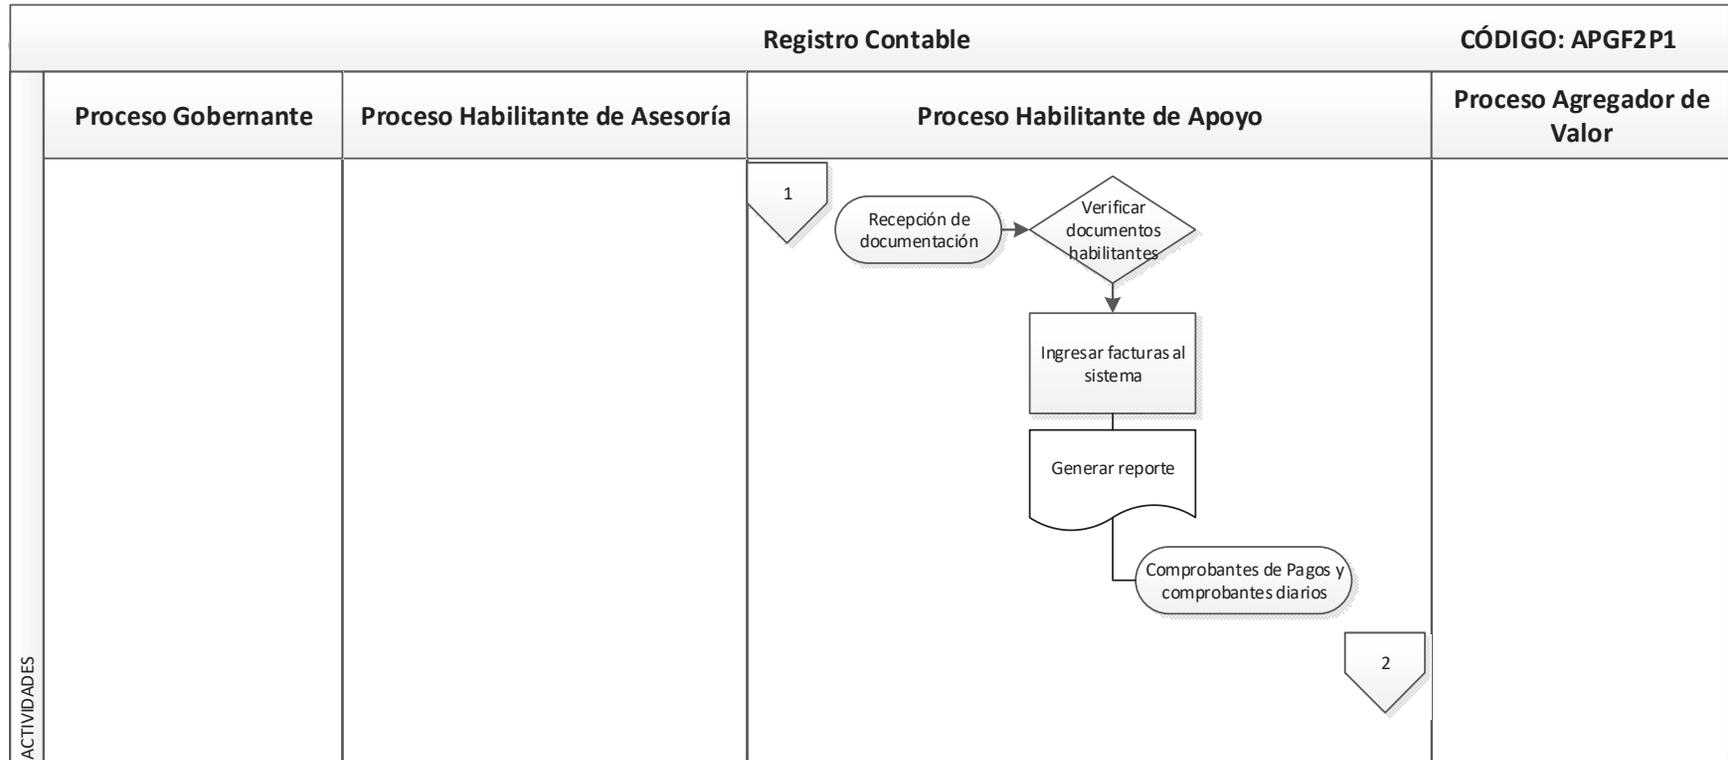 Registro Contable
CÓDIGO: APGF2P1
Proceso Gobernante
Proceso Habilitante de Asesoría
Proceso Habilitante de Apoyo
Proceso Agregador de
Valor
1
Recepción de
documentación
Verificar
documentos
habilitantes
Ingresar facturas al
sistema
Generar reporte
Comprobantes de Pagos y
comprobantes diarios
2
ACTIVIDADES